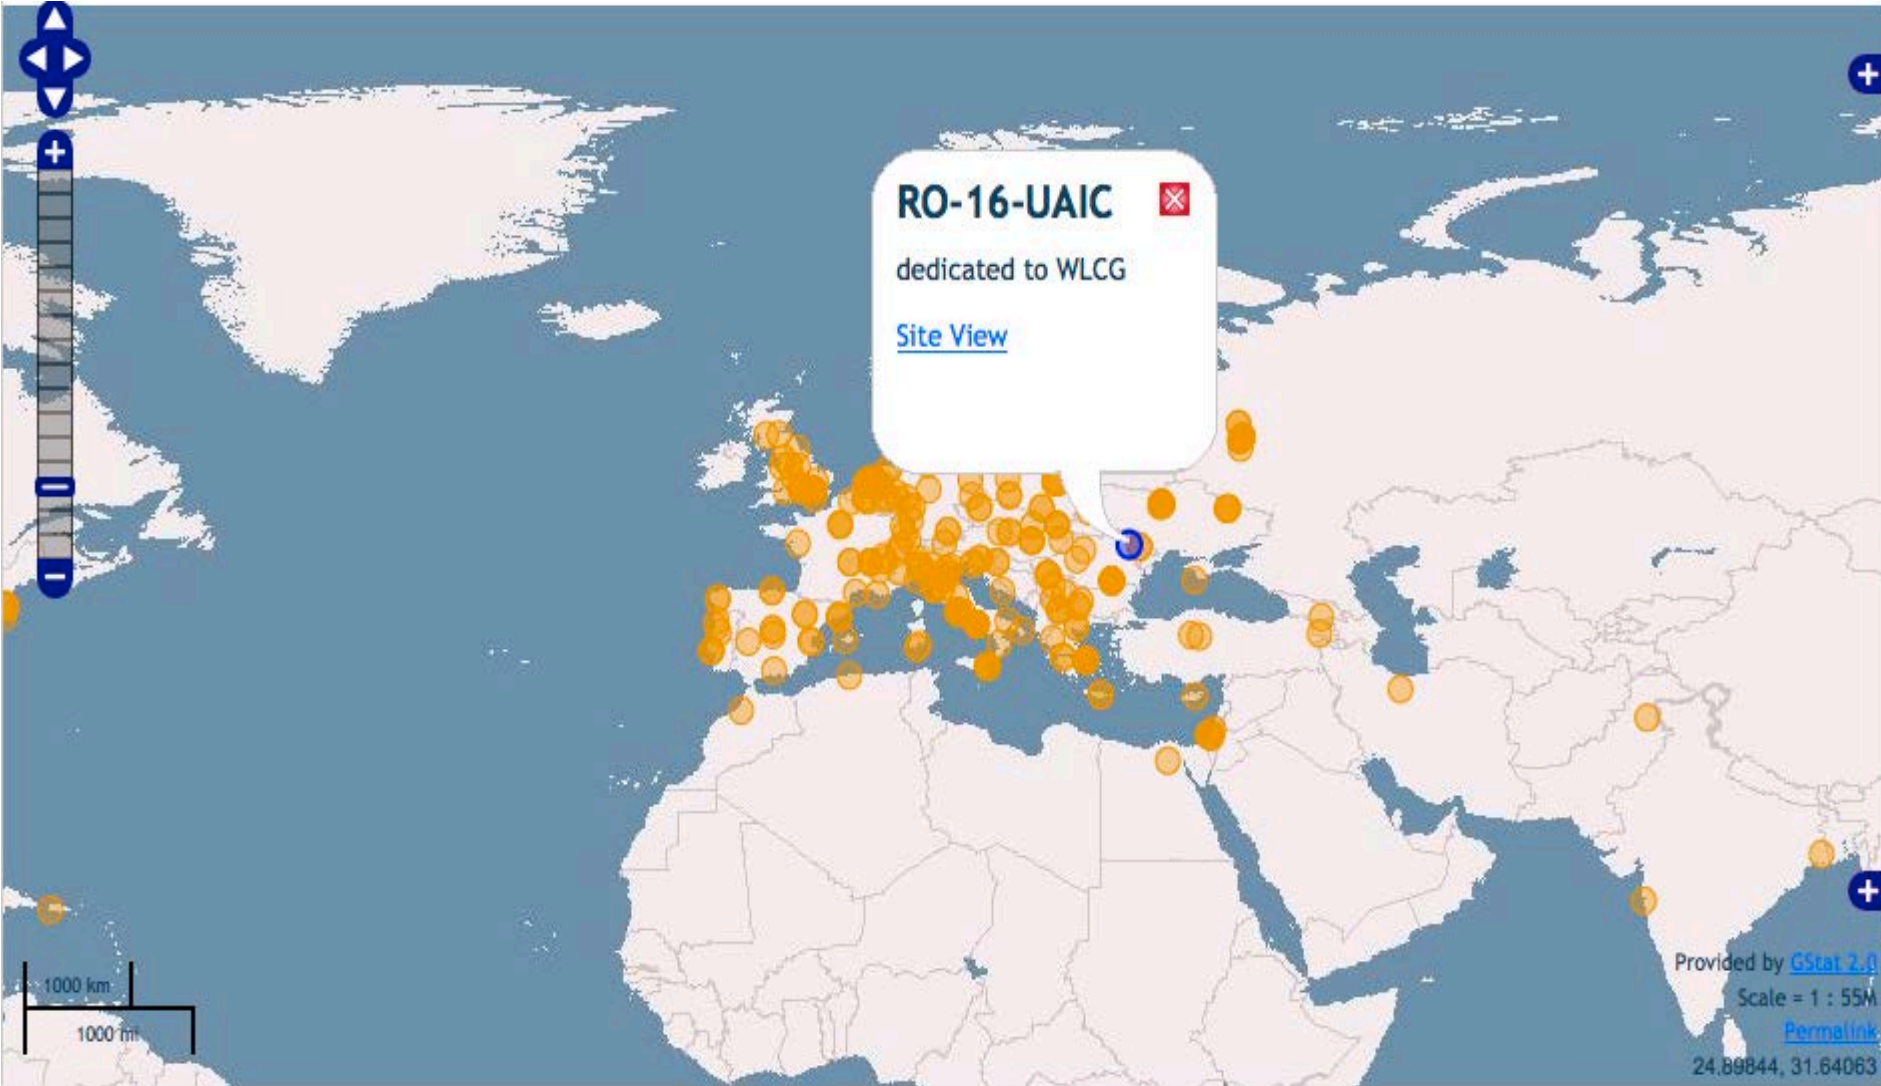 RO-16-UAIC
dedicated to WLCG
Site View
1000 km
1000 mi
Provided by GStat 2.0
Scale = 1 : 55M
Permalink
24.89844, 31.64063